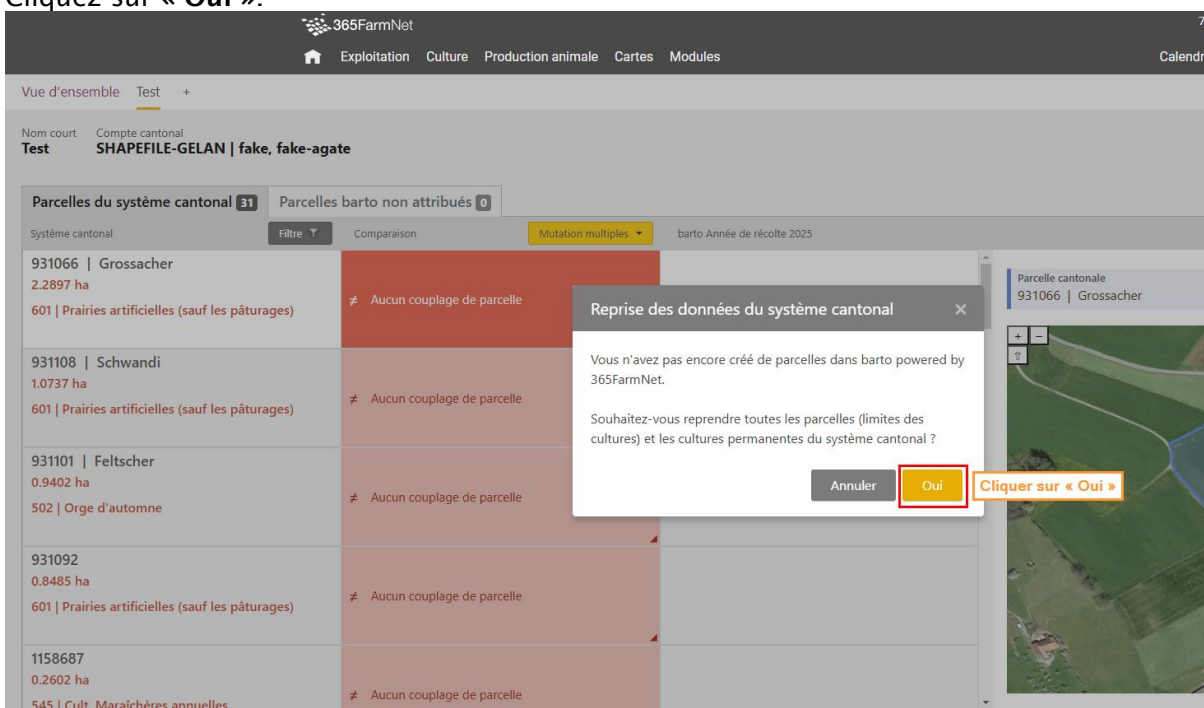 Cliquez sur « Oui ».
365FarmNet
7
Exploitation Culture Production animale Cartes Modules Calendr
Vue d'ensemble Test +
Nom court Compte cantonal
Test SHAPEFILE-GELAN | fake, fake-agate
Parcelles du système cantonal 31 Parcelles barto non attribués 0
Système cantonal Filtre Comparaison Mutation multiples barto Année de récolte 2025
931066 | Grossacher
2.2897 ha
601 | Prairies artificielles (sauf les pâturages)
≠ Aucun couplage de parcelle
931108 | Schwandi
1.0737 ha
601 | Prairies artificielles (sauf les pâturages)
≠ Aucun couplage de parcelle
931101 | Feltscher
0.9402 ha
502 | Orge d'automne
≠ Aucun couplage de parcelle
931092
0.8485 ha
601 | Prairies artificielles (sauf les pâturages)
≠ Aucun couplage de parcelle
1158687
0.2602 ha
545 | Cult. Maraîchères annuelles
≠ Aucun couplage de parcelle
Reprise des données du système cantonal ×
Vous n'avez pas encore créé de parcelles dans barto powered by
365FarmNet.
Souhaitez-vous reprendre toutes les parcelles (limites des
cultures) et les cultures permanentes du système cantonal ?
Annuler Oui
Cliquer sur « Oui »
Parcelle cantonale
931066 | Grossacher
+ −
⇧